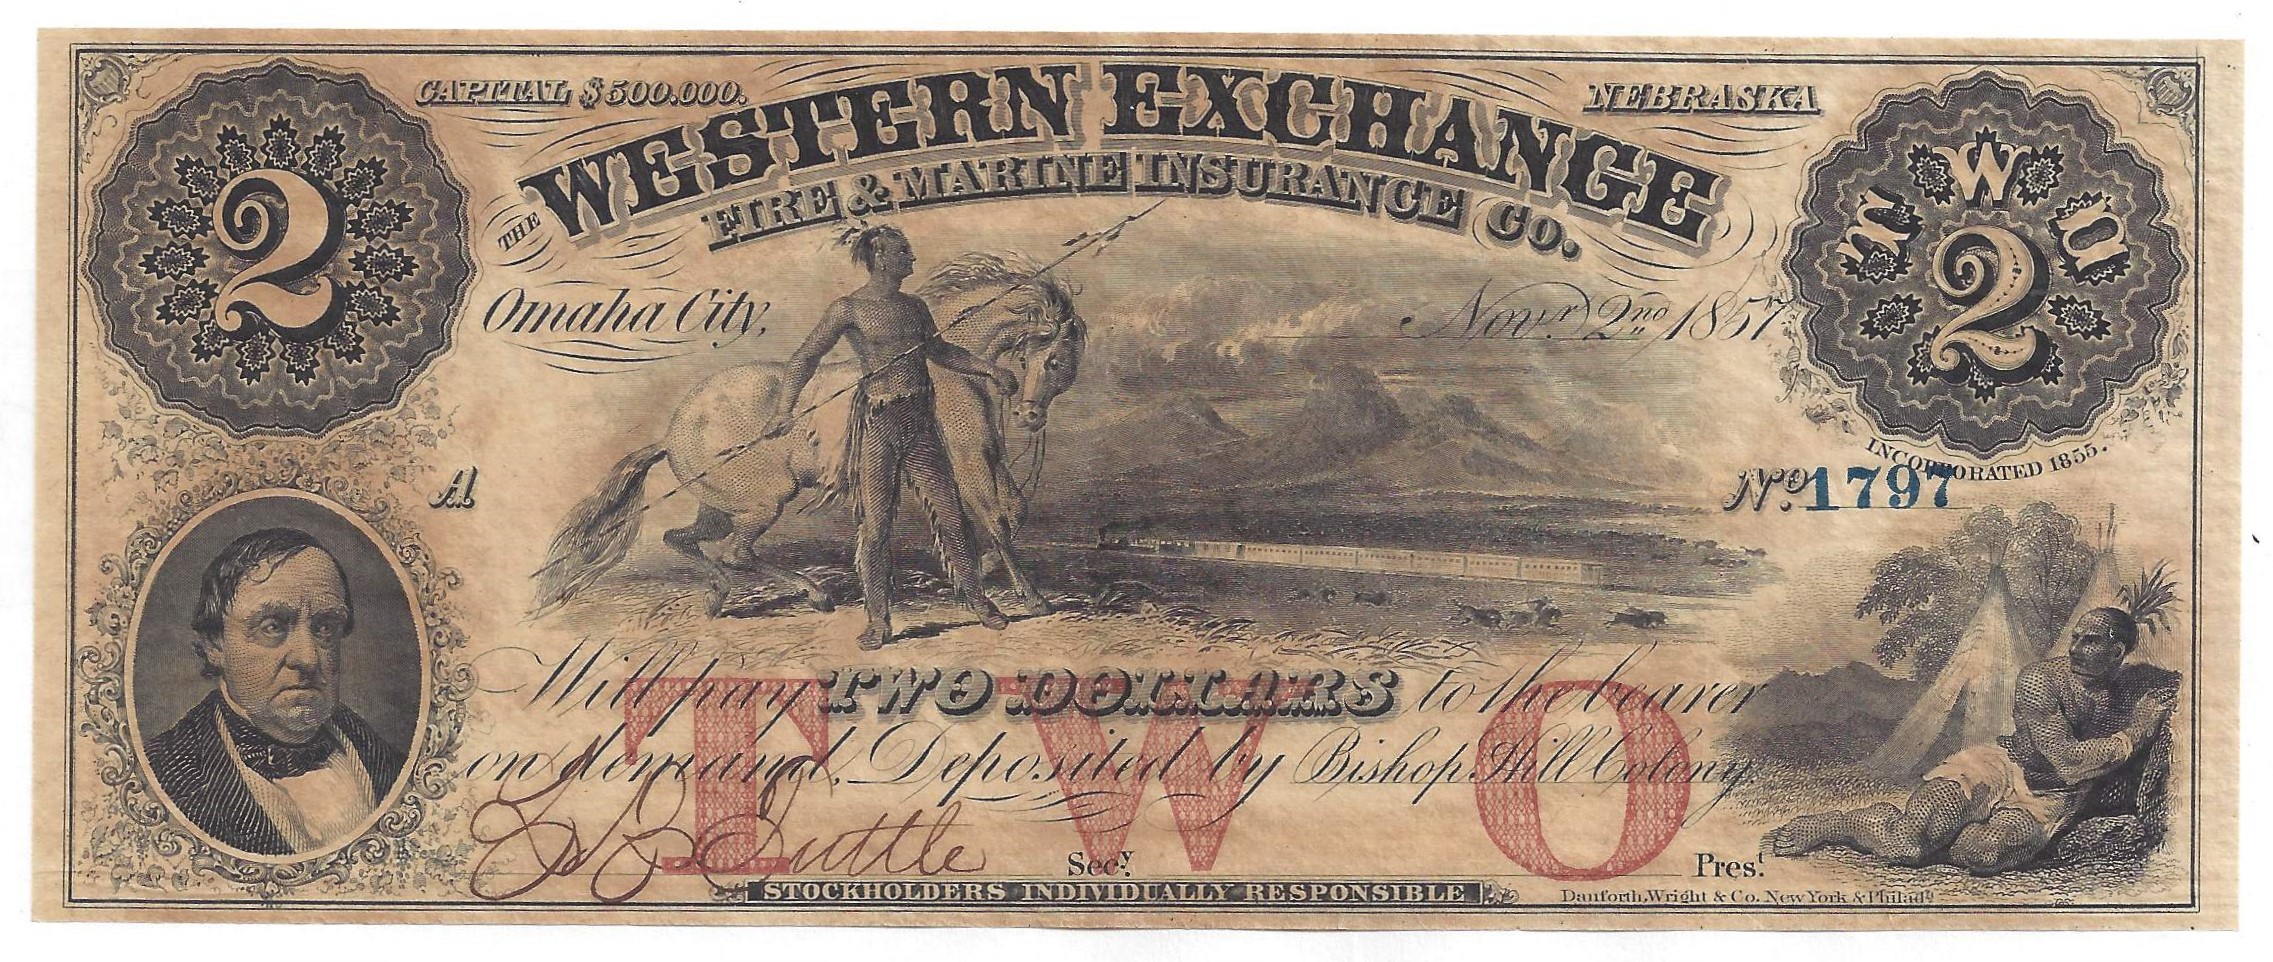 CAPITAL $500.000.
NEBRASKA
THE WESTERN EXCHANGE
FIRE & MARINE INSURANCE CO.
2
TWO
2
Omaha City,
Novr. 2nd 1857
INCORPORATED 1855.
A
No. 1797
Will pay TWO DOLLARS to the bearer
on demand, Deposited by Bishop Hill Colony.
TWO
Tuttle
Secy.
Prest.
STOCKHOLDERS INDIVIDUALLY RESPONSIBLE
Danforth, Wright & Co. New York & Philada.